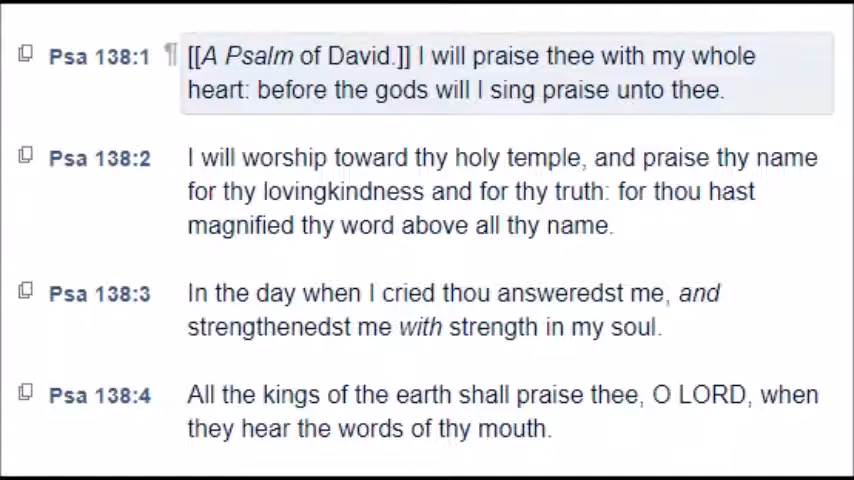 Psa 138:1 ¶ [[A Psalm of David.]] I will praise thee with my whole
heart: before the gods will I sing praise unto thee.
Psa 138:2 I will worship toward thy holy temple, and praise thy name
for thy lovingkindness and for thy truth: for thou hast
magnified thy word above all thy name.
Psa 138:3 In the day when I cried thou answeredst me, and
strengthenedst me with strength in my soul.
Psa 138:4 All the kings of the earth shall praise thee, O LORD, when
they hear the words of thy mouth.